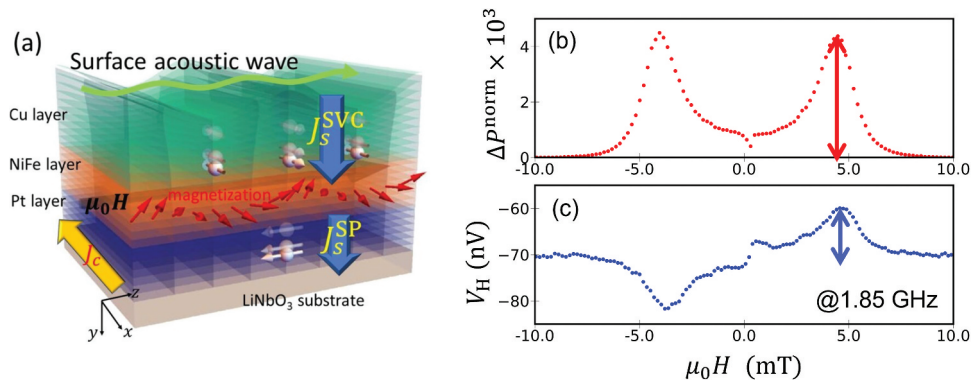 (a)
Surface acoustic wave
Cu layer
J_S^SVC
NiFe layer
magnetization
Pt layer
μ₀H
J_S^SP
J_c
LiNbO₃ substrate
z
y
x
(b)
ΔP^norm × 10³
4
2
0
-10.0 -5.0 0.0 5.0 10.0
(c)
V_H (nV)
−60
−70
−80
@1.85 GHz
-10.0 -5.0 0.0 5.0 10.0
μ₀H (mT)